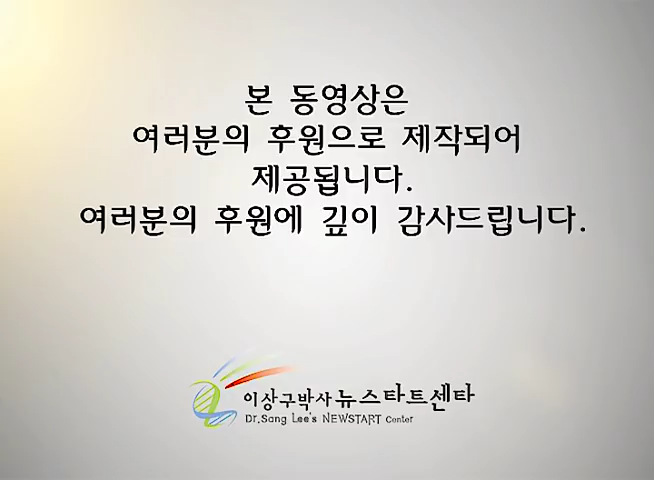 본 동영상은
여러분의 후원으로 제작되어
제공됩니다.
여러분의 후원에 깊이 감사드립니다.
이상구박사뉴스타트센타
Dr.Sang Lee's NEWSTART Center